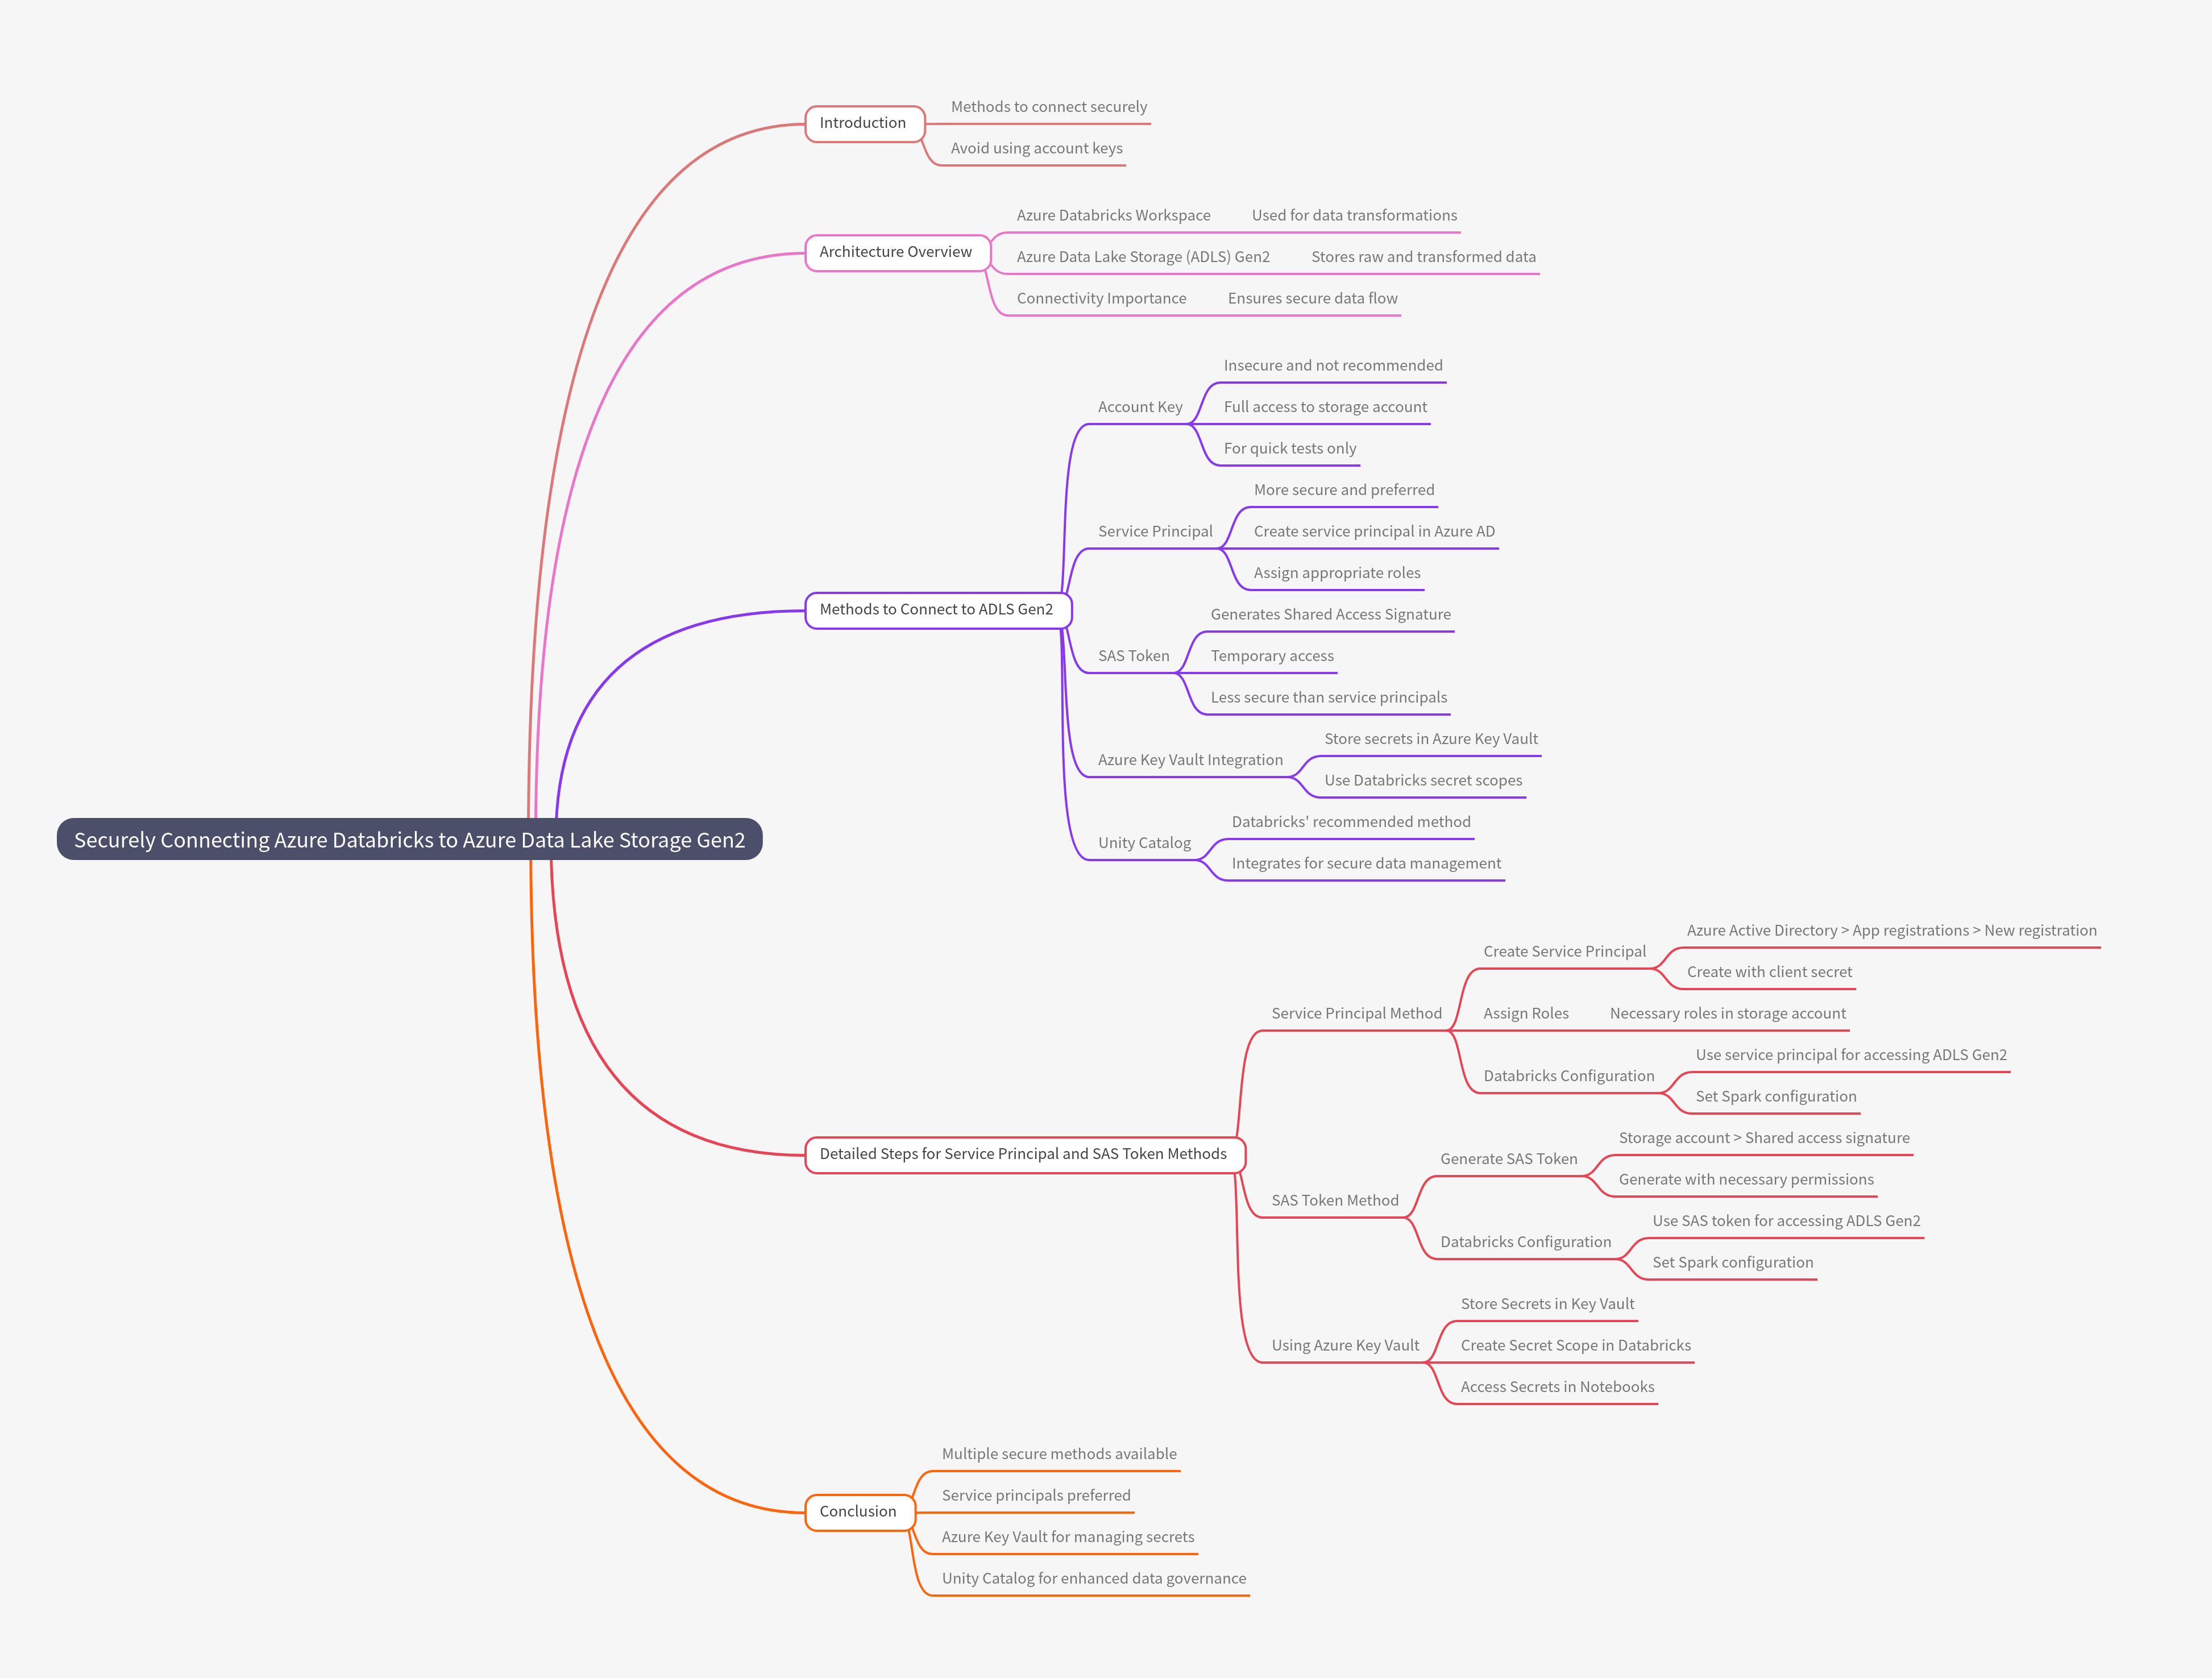 Securely Connecting Azure Databricks to Azure Data Lake Storage Gen2
Introduction
Methods to connect securely
Avoid using account keys
Architecture Overview
Azure Databricks Workspace
Used for data transformations
Azure Data Lake Storage (ADLS) Gen2
Stores raw and transformed data
Connectivity Importance
Ensures secure data flow
Methods to Connect to ADLS Gen2
Account Key
Insecure and not recommended
Full access to storage account
For quick tests only
Service Principal
More secure and preferred
Create service principal in Azure AD
Assign appropriate roles
SAS Token
Generates Shared Access Signature
Temporary access
Less secure than service principals
Azure Key Vault Integration
Store secrets in Azure Key Vault
Use Databricks secret scopes
Unity Catalog
Databricks' recommended method
Integrates for secure data management
Detailed Steps for Service Principal and SAS Token Methods
Service Principal Method
Create Service Principal
Azure Active Directory > App registrations > New registration
Create with client secret
Assign Roles
Necessary roles in storage account
Databricks Configuration
Use service principal for accessing ADLS Gen2
Set Spark configuration
SAS Token Method
Generate SAS Token
Storage account > Shared access signature
Generate with necessary permissions
Databricks Configuration
Use SAS token for accessing ADLS Gen2
Set Spark configuration
Using Azure Key Vault
Store Secrets in Key Vault
Create Secret Scope in Databricks
Access Secrets in Notebooks
Conclusion
Multiple secure methods available
Service principals preferred
Azure Key Vault for managing secrets
Unity Catalog for enhanced data governance